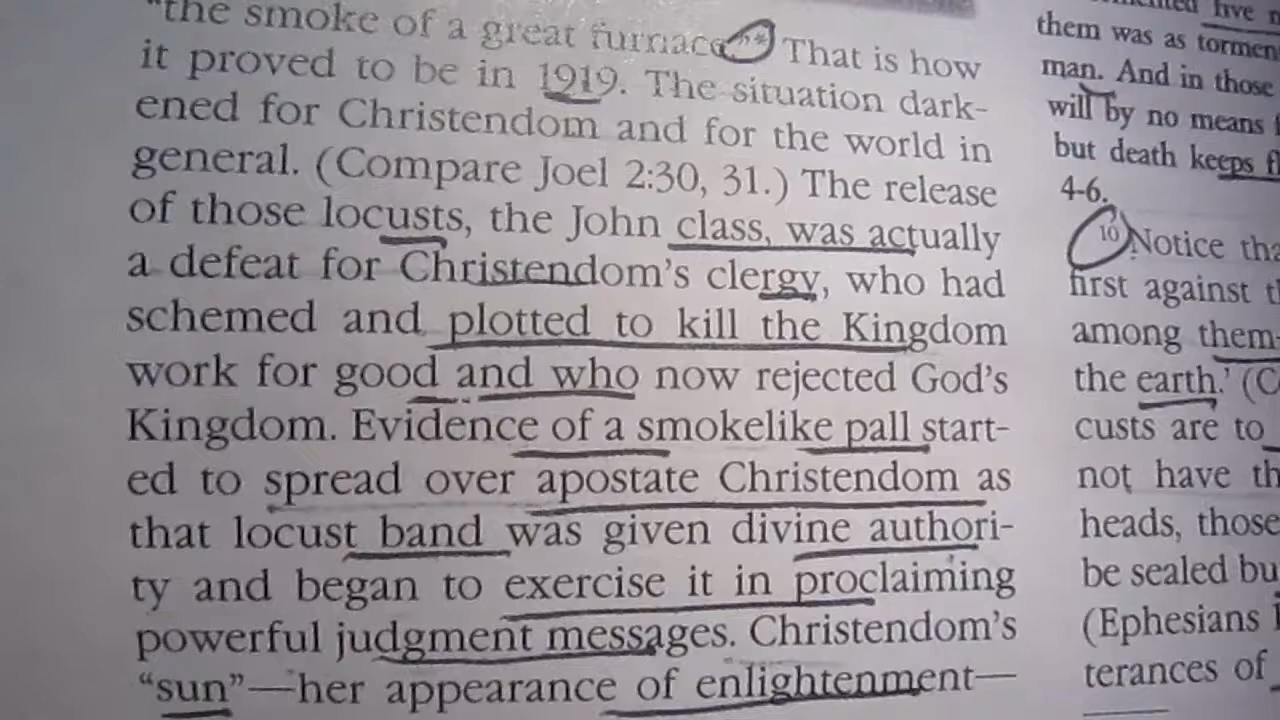 "the smoke of a great furnace."* That is how
it proved to be in 1919. The situation dark-
ened for Christendom and for the world in
general. (Compare Joel 2:30, 31.) The release
of those locusts, the John class, was actually
a defeat for Christendom's clergy, who had
schemed and plotted to kill the Kingdom
work for good and who now rejected God's
Kingdom. Evidence of a smokelike pall start-
ed to spread over apostate Christendom as
that locust band was given divine authori-
ty and began to exercise it in proclaiming
powerful judgment messages. Christendom's
"sun"—her appearance of enlightenment—
five
them was as
man. And in those
will by no means
but death keeps
4-6.
10 Notice
first against
among them
the earth.'
custs are to
not have
heads, those
be sealed
(Ephesians
terances of